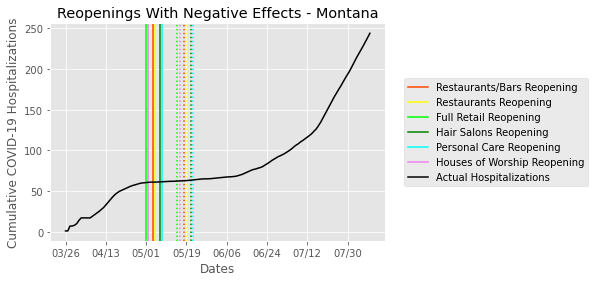 Reopenings With Negative Effects - Montana
Cumulative COVID-19 Hospitalizations
250
200
150
100
50
0
03/26 04/13 05/01 05/19 06/06 06/24 07/12 07/30
Dates
Restaurants/Bars Reopening
Restaurants Reopening
Full Retail Reopening
Hair Salons Reopening
Personal Care Reopening
Houses of Worship Reopening
Actual Hospitalizations